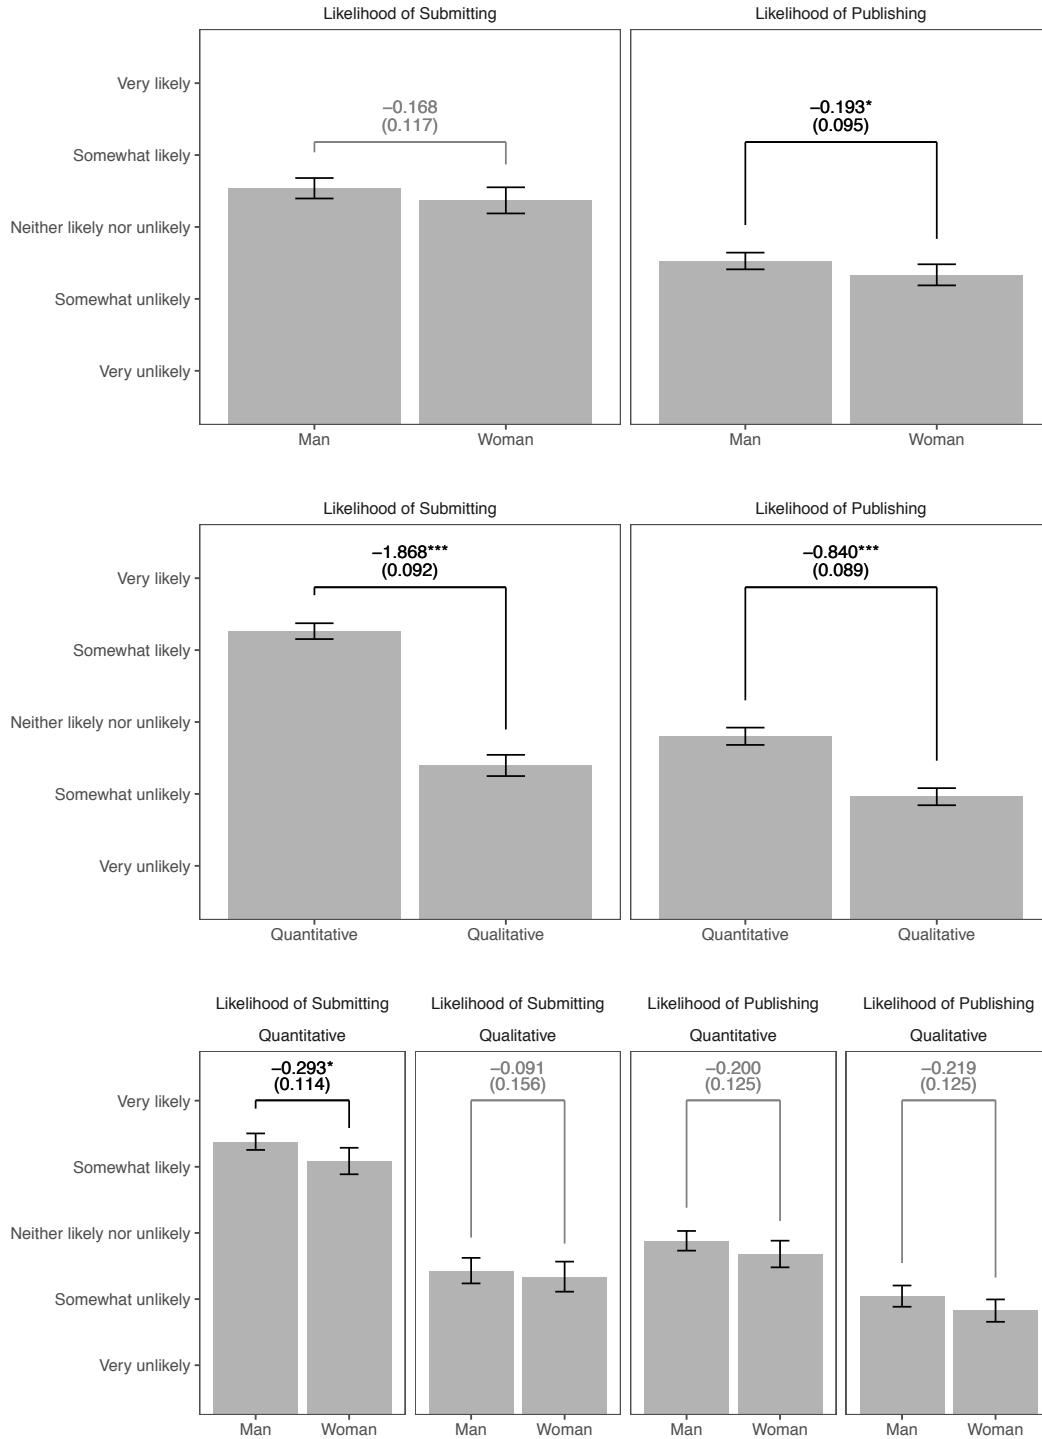 Likelihood of Submitting
Likelihood of Publishing
Very likely
Somewhat likely
Neither likely nor unlikely
Somewhat unlikely
Very unlikely
−0.168
(0.117)
−0.193*
(0.095)
Man
Woman
Man
Woman
Likelihood of Submitting
Likelihood of Publishing
Very likely
Somewhat likely
Neither likely nor unlikely
Somewhat unlikely
Very unlikely
−1.868***
(0.092)
−0.840***
(0.089)
Quantitative
Qualitative
Quantitative
Qualitative
Likelihood of Submitting
Likelihood of Submitting
Likelihood of Publishing
Likelihood of Publishing
Quantitative
Qualitative
Quantitative
Qualitative
Very likely
Somewhat likely
Neither likely nor unlikely
Somewhat unlikely
Very unlikely
−0.293*
(0.114)
−0.091
(0.156)
−0.200
(0.125)
−0.219
(0.125)
Man
Woman
Man
Woman
Man
Woman
Man
Woman